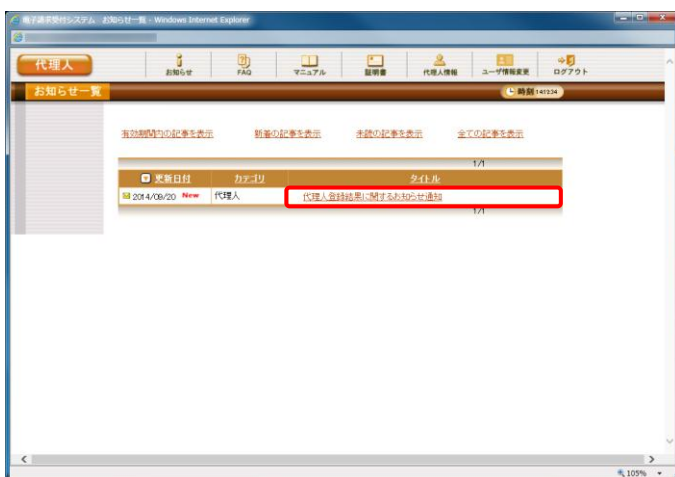 電子請求受付システム お知らせ一覧 - Windows Internet Explorer
代理人
お知らせ FAQ マニュアル 証明書 代理人情報 ユーザ情報変更 ログアウト
お知らせ一覧
時刻
有効期間内の記事を表示 新着の記事を表示 未読の記事を表示 全ての記事を表示
1/1
更新日付 カテゴリ タイトル
2014/09/20 New 代理人 代理人登録結果に関するお知らせ通知
1/1
105%